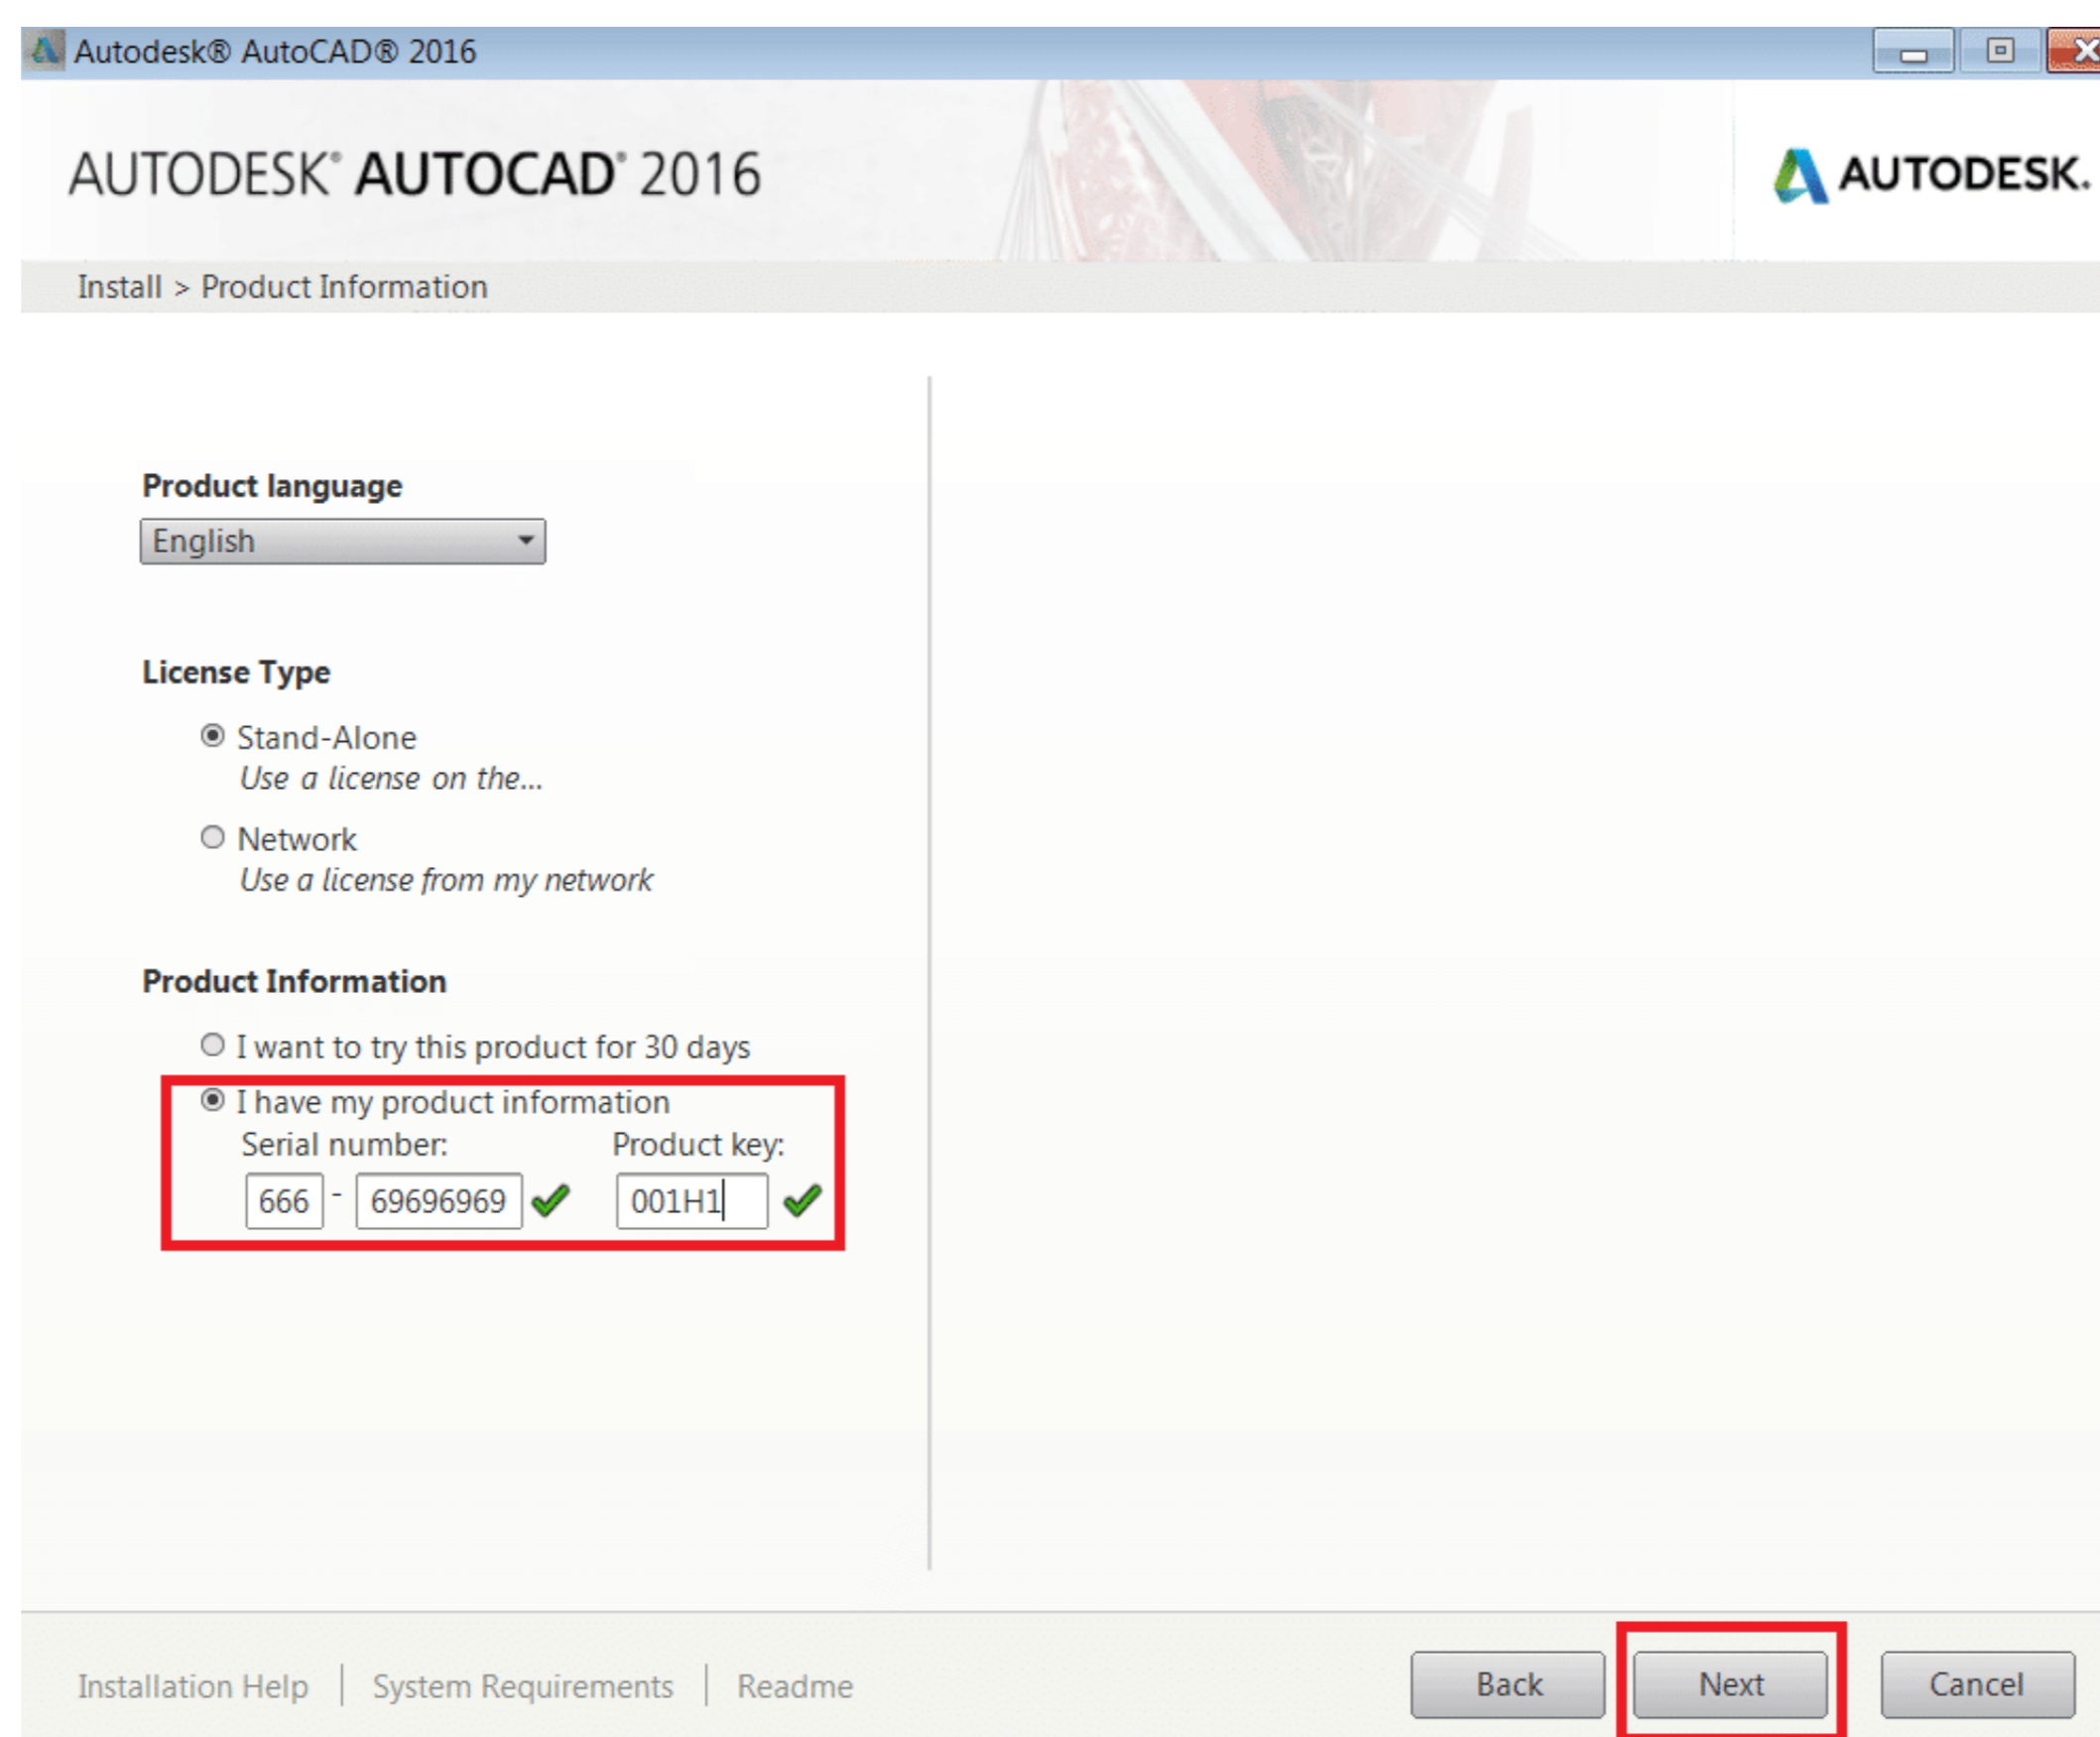 Autodesk® AutoCAD® 2016
AUTODESK® AUTOCAD® 2016
AUTODESK.
Install > Product Information
Product language
English
License Type
Stand-Alone
Use a license on the...
Network
Use a license from my network
Product Information
I want to try this product for 30 days
I have my product information
Serial number: Product key:
666 - 69696969 001H1
Installation Help | System Requirements | Readme
Back Next Cancel